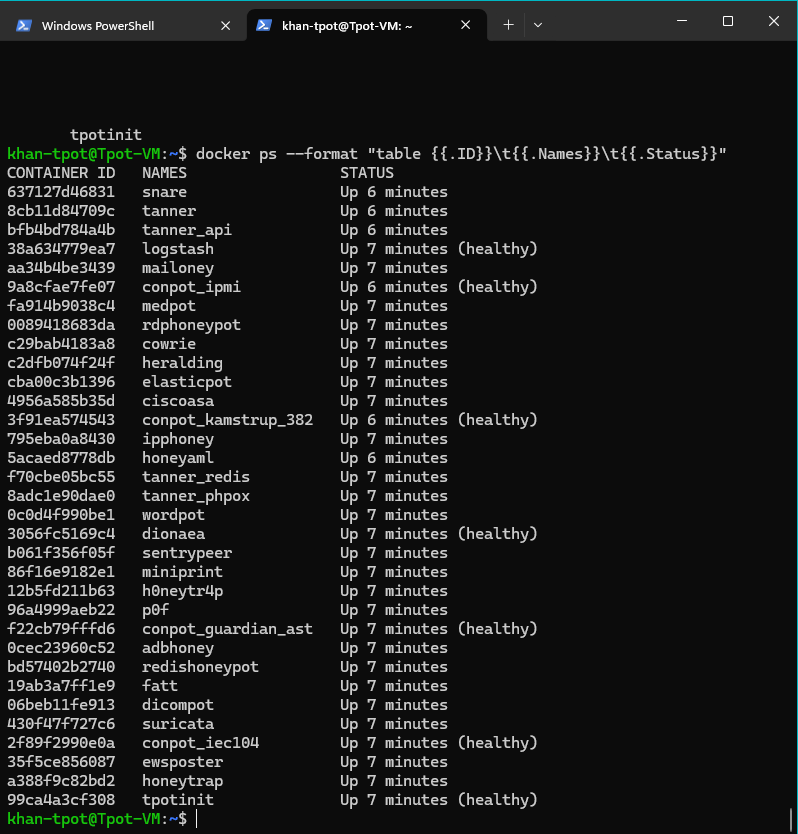 Windows PowerShell
khan-tpot@Tpot-VM: ~
tpotinit
khan-tpot@Tpot-VM:~$ docker ps --format "table {{.ID}}\t{{.Names}}\t{{.Status}}"
CONTAINER ID   NAMES                 STATUS
637127d46831   snare                 Up 6 minutes
8cb11d84709c   tanner                Up 6 minutes
bfb4bd784a4b   tanner_api            Up 6 minutes
38a634779ea7   logstash              Up 7 minutes (healthy)
aa34b4be3439   mailoney              Up 7 minutes
9a8cfae7fe07   conpot_ipmi           Up 6 minutes (healthy)
fa914b9038c4   medpot                Up 7 minutes
0089418683da   rdphoneypot           Up 7 minutes
c29bab4183a8   cowrie                Up 7 minutes
c2dfb074f24f   heralding             Up 7 minutes
cba00c3b1396   elasticpot            Up 7 minutes
4956a585b35d   ciscoasa              Up 7 minutes
3f91ea574543   conpot_kamstrup_382   Up 6 minutes (healthy)
795eba0a8430   ipphoney              Up 7 minutes
5acaed8778db   honeyaml              Up 6 minutes
f70cbe05bc55   tanner_redis          Up 7 minutes
8adc1e90dae0   tanner_phpox          Up 7 minutes
0c0d4f990be1   wordpot               Up 7 minutes
3056fc5169c4   dionaea               Up 7 minutes (healthy)
b061f356f05f   sentrypeer            Up 7 minutes
86f16e9182e1   miniprint             Up 7 minutes
12b5fd211b63   h0neytr4p             Up 7 minutes
96a4999aeb22   p0f                   Up 7 minutes
f22cb79fffd6   conpot_guardian_ast   Up 7 minutes (healthy)
0cec23960c52   adbhoney              Up 7 minutes
bd57402b2740   redishoneypot         Up 7 minutes
19ab3a7ff1e9   fatt                  Up 7 minutes
06beb11fe913   dicompot              Up 7 minutes
430f47f727c6   suricata              Up 7 minutes
2f89f2990e0a   conpot_iec104         Up 7 minutes (healthy)
35f5ce856087   ewsposter             Up 7 minutes
a388f9c82bd2   honeytrap             Up 7 minutes
99ca4a3cf308   tpotinit              Up 7 minutes (healthy)
khan-tpot@Tpot-VM:~$